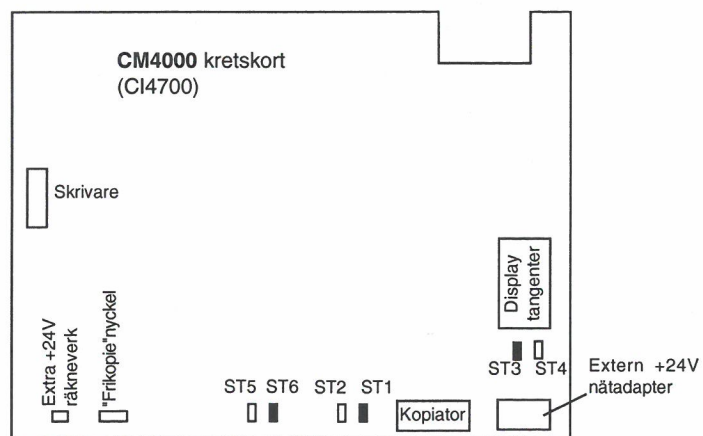 CM4000 kretskort
(CI4700)
Skrivare
Display
tangenter
Extra +24V
räkneverk
"Frikopie"nyckel
ST3 ST4
Extern +24V
nätadapter
ST5 ST6 ST2 ST1
Kopiator